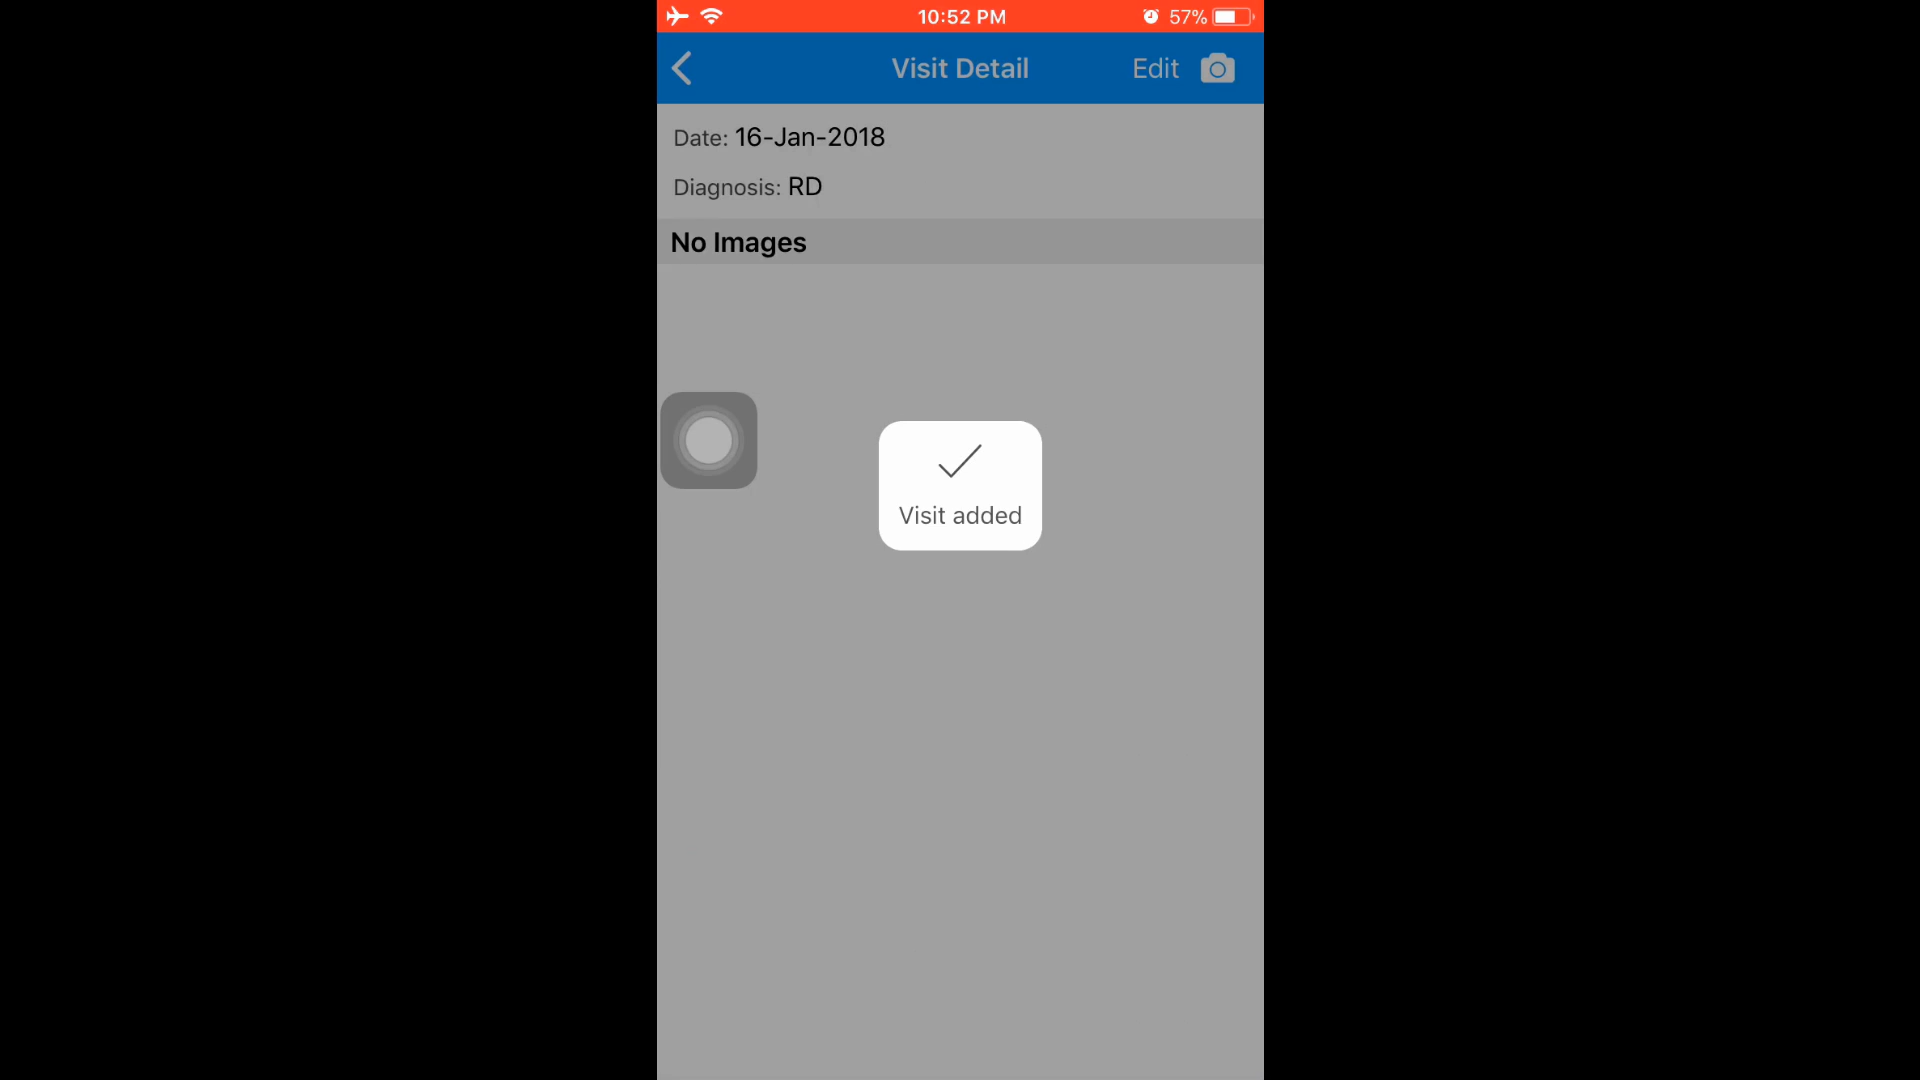 10:52 PM 57%
Visit Detail Edit
Date: 16-Jan-2018
Diagnosis: RD
No Images
Visit added